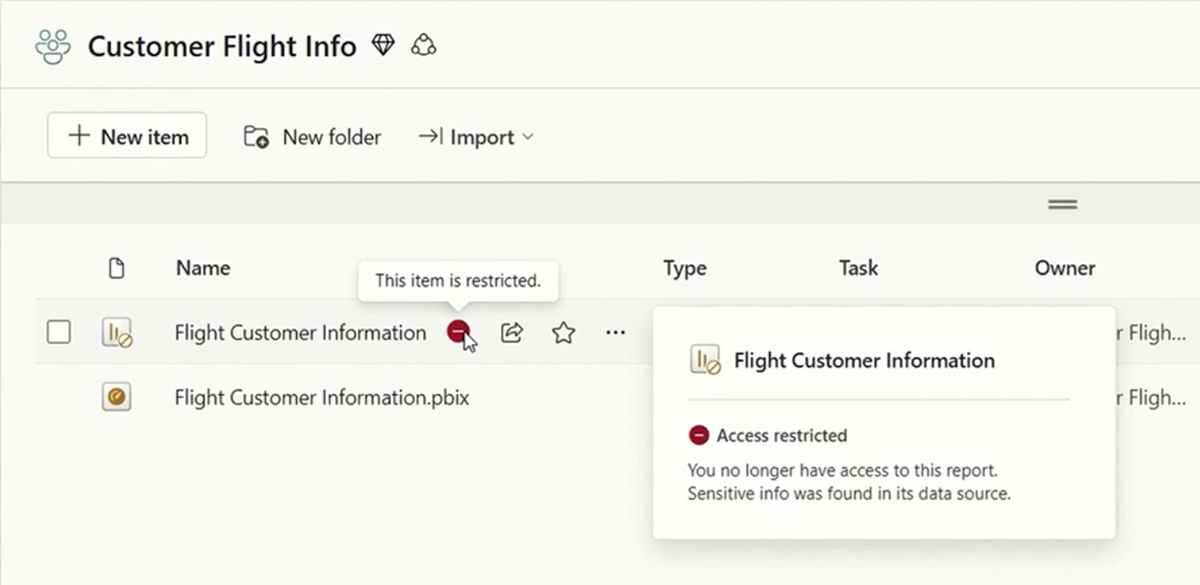 Customer Flight Info
New item
New folder
Import
Name
Type
Task
Owner
This item is restricted.
Flight Customer Information
r Fligh...
Flight Customer Information.pbix
r Fligh...
Flight Customer Information
Access restricted
You no longer have access to this report.
Sensitive info was found in its data source.